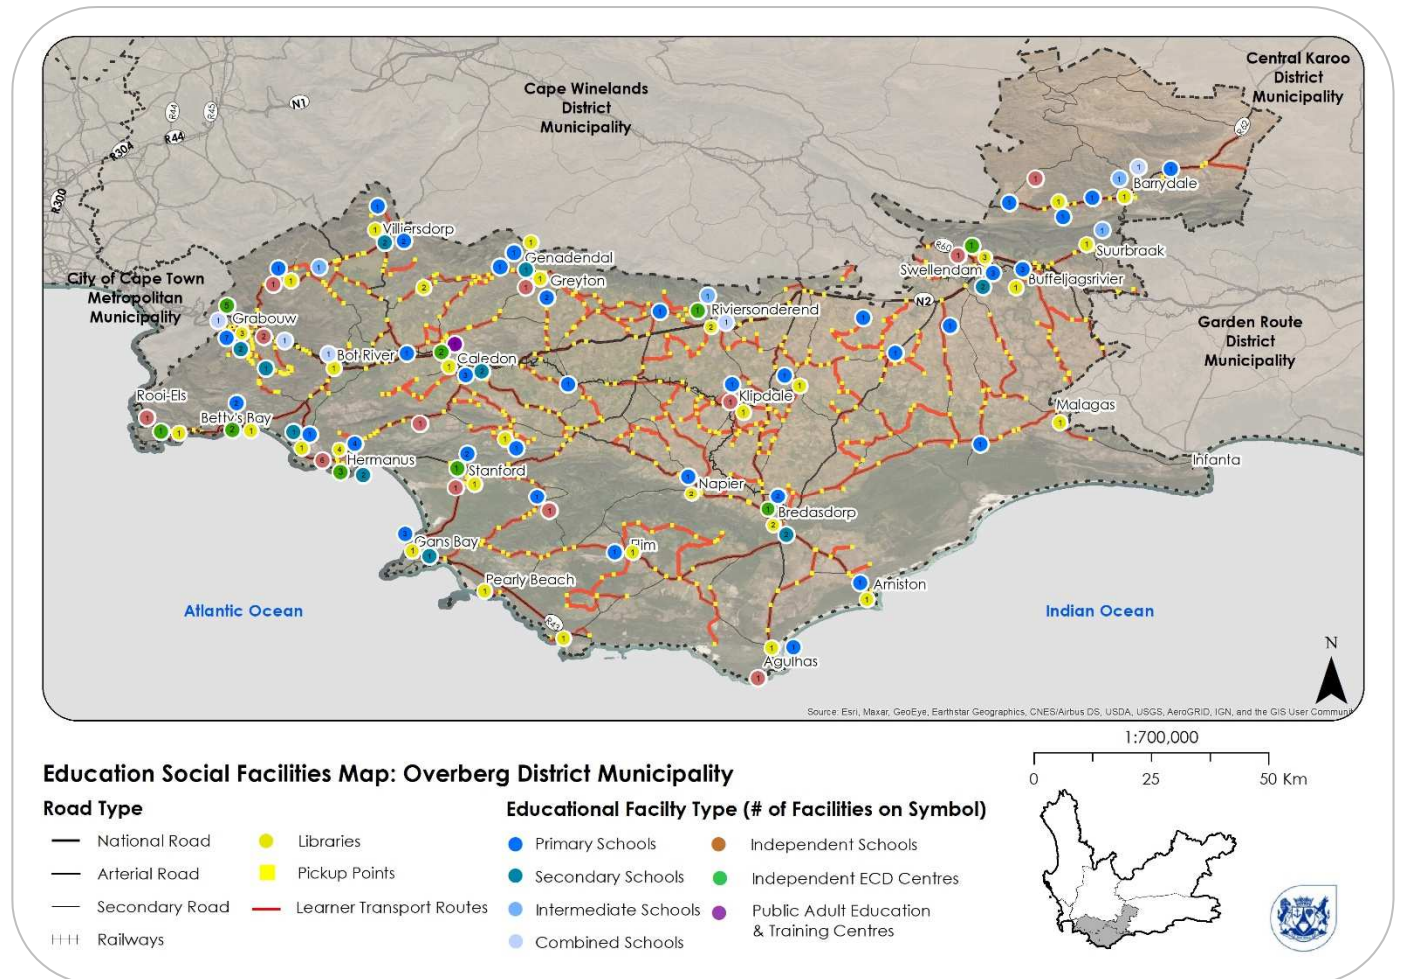 Central Karoo
District
Municipality
Cape Winelands
District
Municipality
N1
R44
R45
R44
R304
R300
R62
Barrydale
Villiersdorp
Suurbraak
R60
Genadendal
Swellendam
Greyton
Buffeljagsrivier
City of Cape Town
Metropolitan
Municipality
N2
Riviersonderend
Grabouw
Garden Route
District
Municipality
Bot River
Caledon
Rooi-Els
Klipdale
Malagas
Betty's Bay
Hermanus
Stanford
Infanta
Napier
Bredasdorp
Gans Bay
Elim
Pearly Beach
Arniston
Atlantic Ocean
Indian Ocean
R43
N
Agulhas
Source: Esri, Maxar, GeoEye, Earthstar Geographics, CNES/Airbus DS, USDA, USGS, AeroGRID, IGN, and the GIS User Communi
1:700,000
0 25 50 Km
Education Social Facilities Map: Overberg District Municipality
Road Type
National Road
Arterial Road
Secondary Road
Railways
Libraries
Pickup Points
Learner Transport Routes
Educational Facilty Type (# of Facilities on Symbol)
Primary Schools
Secondary Schools
Intermediate Schools
Combined Schools
Independent Schools
Independent ECD Centres
Public Adult Education
& Training Centres